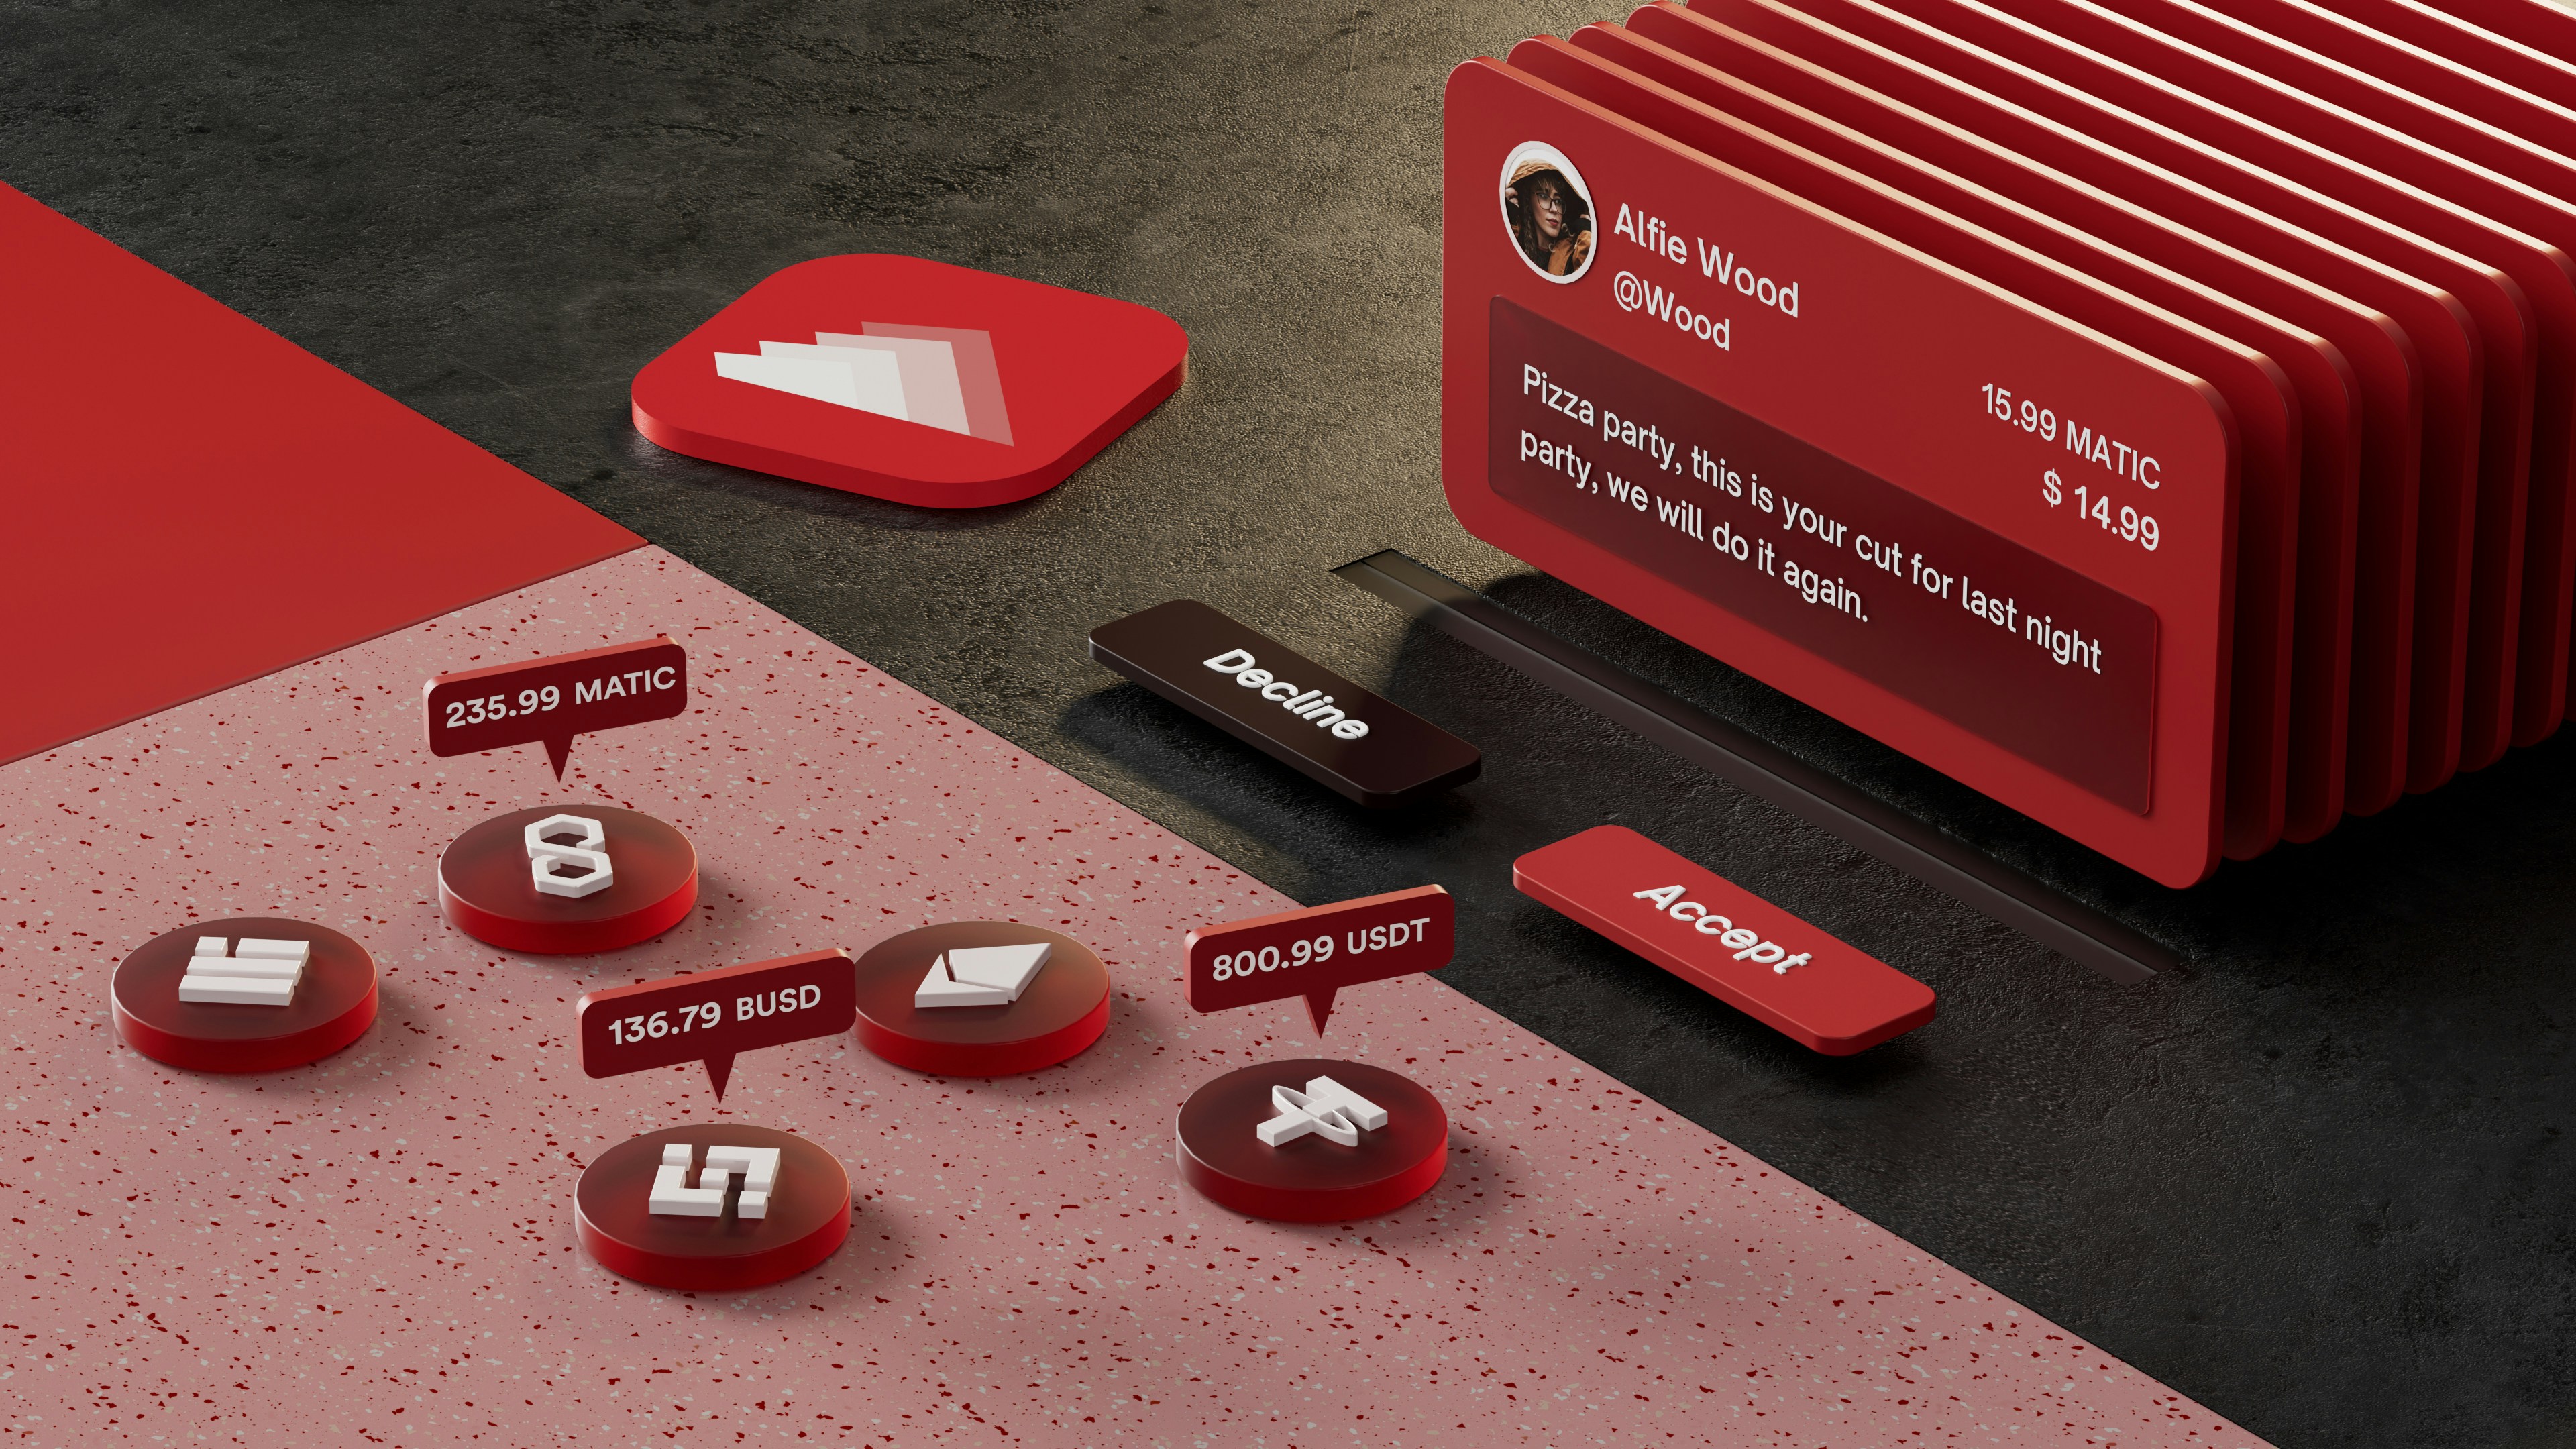 Alfie Wood
@Wood
15.99 MATIC
$ 14.99
Pizza party, this is your cut for last night
party, we will do it again.
Decline
Accept
235.99 MATIC
136.79 BUSD
800.99 USDT